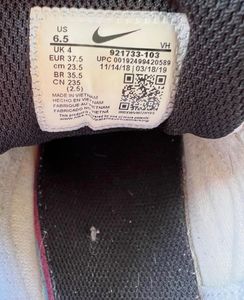 US
6.5
VH
UK 4
921733-103
EUR 37.5
UPC 00192499420589
cm 23.5
11/14/18 | 03/18/19
BR 35.5
CN 235
(2.5)
MADE IN VIETNAM
HECHO EN VIETNAM
FABRIQUE AU VIETNAM